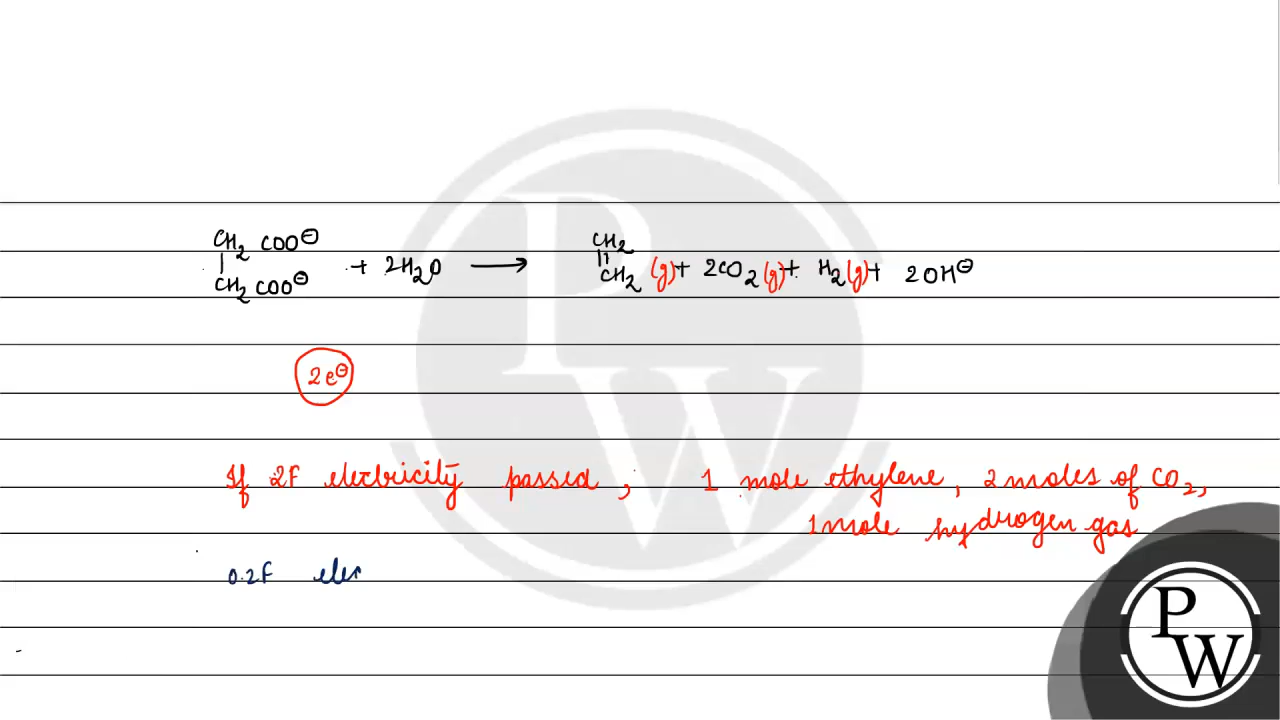 CH₂ COO⊖
|
CH₂ COO⊖ + 2H₂O ⟶ CH₂ || CH₂ (g) + 2CO₂ (g) + H₂ (g) + 2OH⊖
2e⊖
If 2F electricity passed, 1 mole ethylene, 2 moles of CO₂,
1 mole hydrogen gas
0.2F elec
P
W
P
W